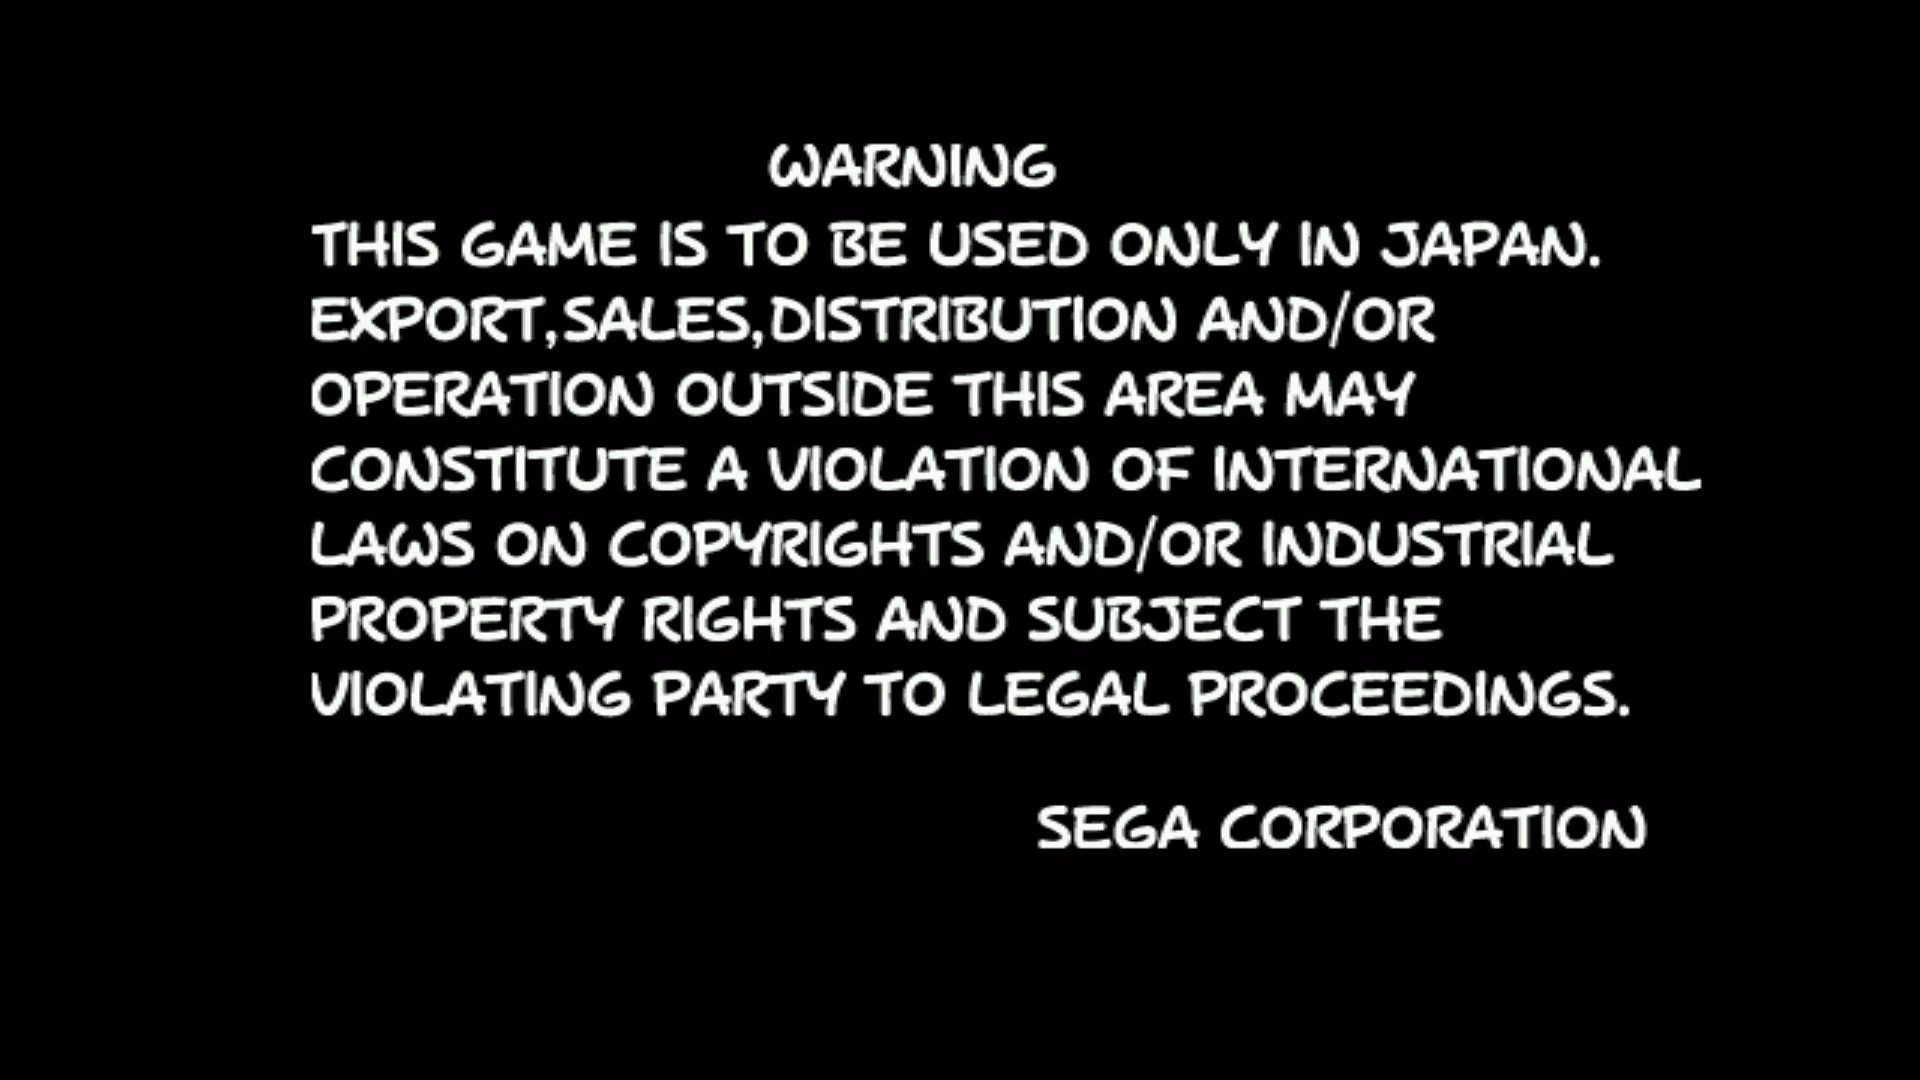 WARNING
THIS GAME IS TO BE USED ONLY IN JAPAN.
EXPORT,SALES,DISTRIBUTION AND/OR
OPERATION OUTSIDE THIS AREA MAY
CONSTITUTE A VIOLATION OF INTERNATIONAL
LAWS ON COPYRIGHTS AND/OR INDUSTRIAL
PROPERTY RIGHTS AND SUBJECT THE
VIOLATING PARTY TO LEGAL PROCEEDINGS.
SEGA CORPORATION